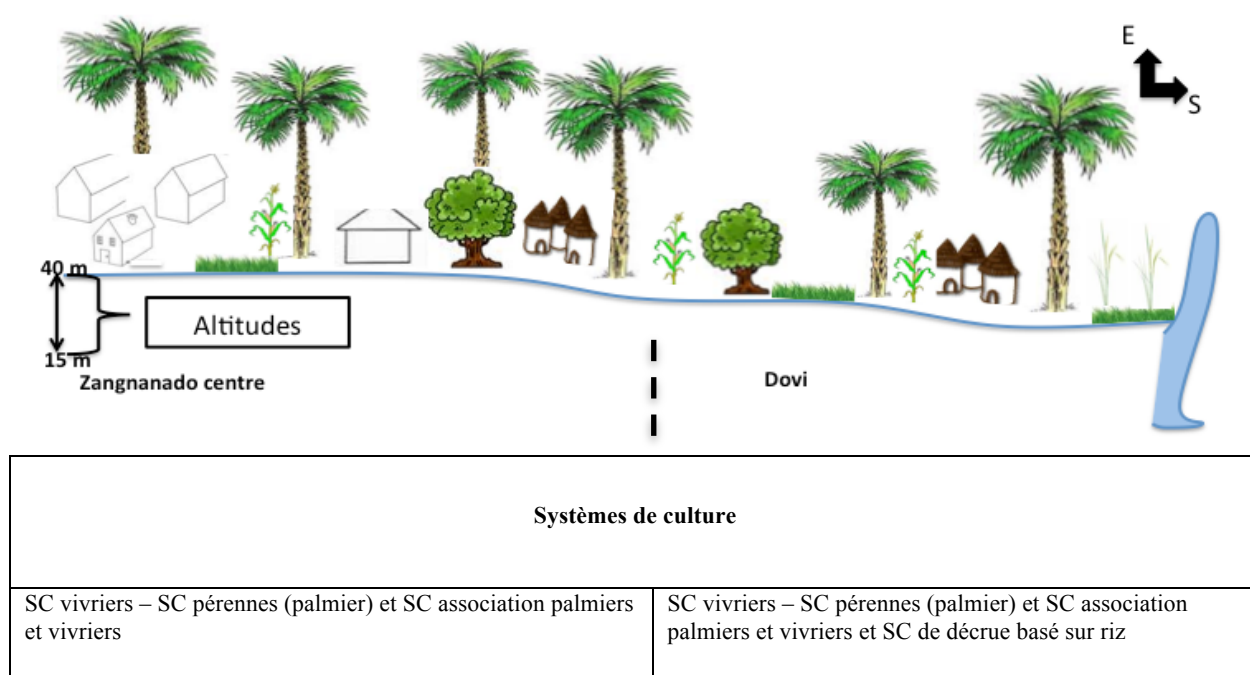 E
S
40 m
Altitudes
15 m
Zangnanado centre
Dovi
Systèmes de culture
SC vivriers – SC pérennes (palmier) et SC association palmiers
et vivriers
SC vivriers – SC pérennes (palmier) et SC association
palmiers et vivriers et SC de décrue basé sur riz